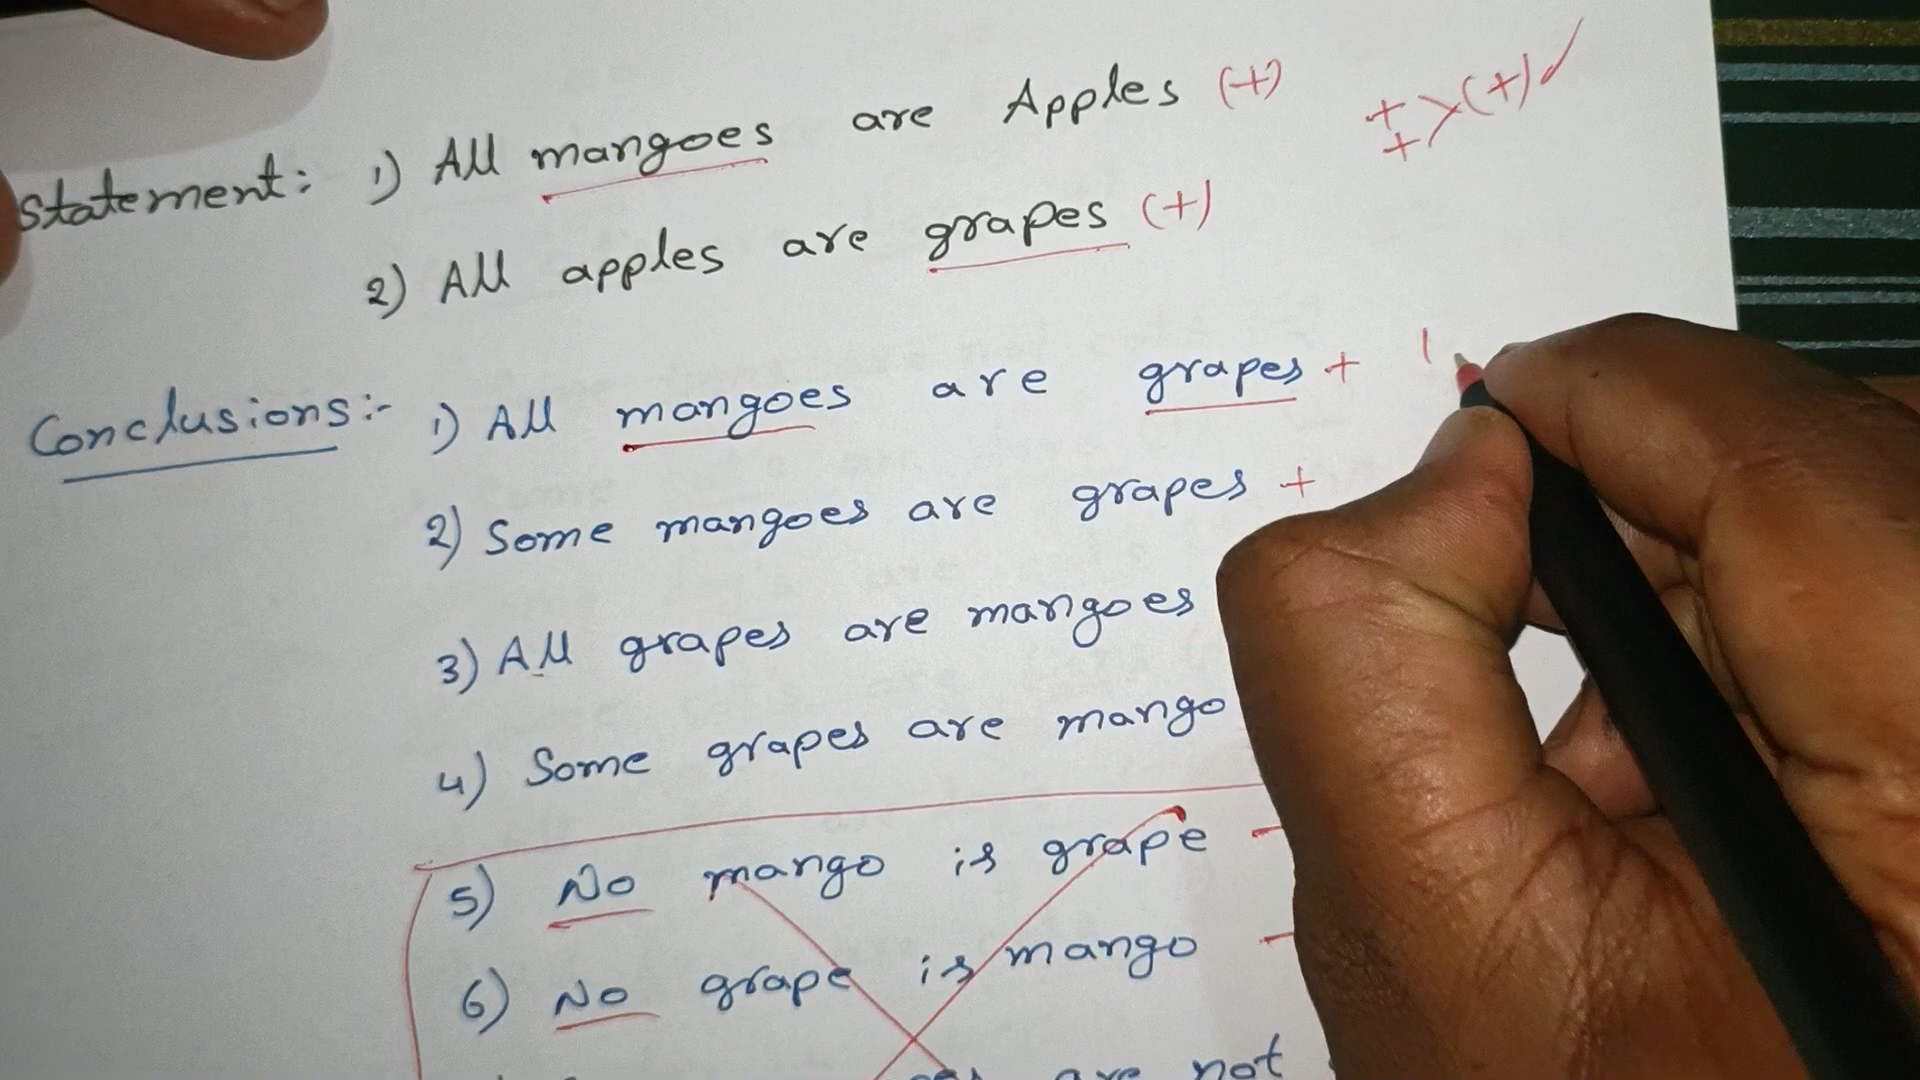 Statement: 1) All mangoes are Apples (+) + + > (+) ✓
2) All apples are grapes (+)
Conclusions:- 1) All mangoes are grapes + (
2) Some mangoes are grapes +
3) All grapes are mangoes
4) Some grapes are mango
5) No mango is grape -
6) No grape is mango -
are not